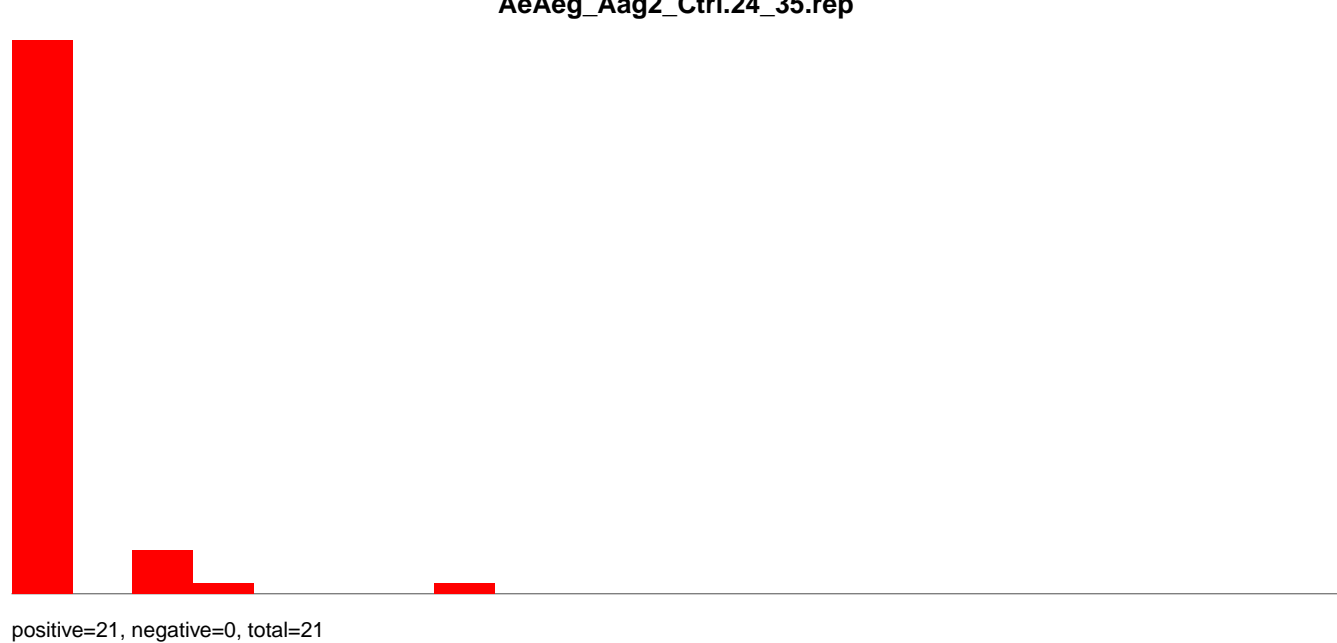 AeAeg_Aag2_Ctrl.24_35.rep
positive=21, negative=0, total=21